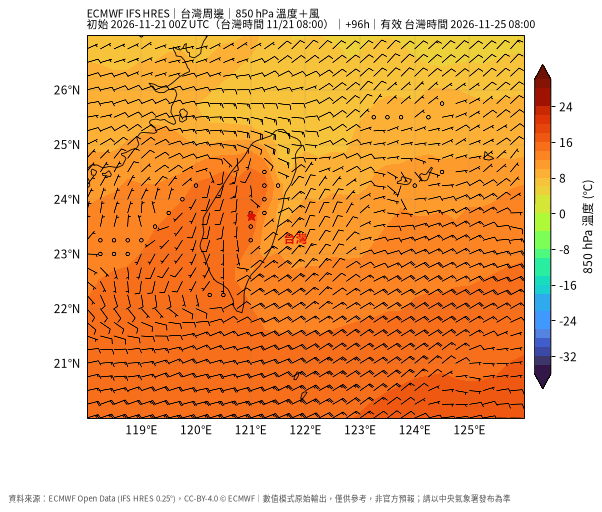 ECMWF IFS HRES｜台灣周邊｜850 hPa 溫度＋風
初始 2026-11-21 00Z UTC（台灣時間 11/21 08:00）｜+96h｜有效 台灣時間 2026-11-25 08:00
26°N
25°N
24°N
23°N
22°N
21°N
119°E
120°E
121°E
122°E
123°E
124°E
125°E
台灣
24
16
8
0
-8
-16
-24
-32
850 hPa 溫度 (°C)
資料來源：ECMWF Open Data (IFS HRES 0.25°)，CC-BY-4.0 © ECMWF｜數值模式原始輸出，僅供參考，非官方預報；請以中央氣象署發布為準